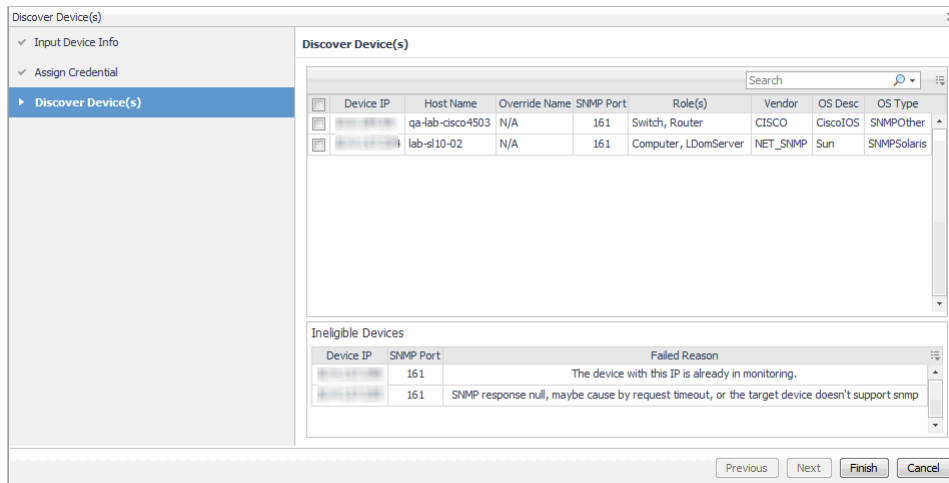 Discover Device(s)
Input Device Info
Assign Credential
Discover Device(s)
Discover Device(s)
Search
Device IP Host Name Override Name SNMP Port Role(s) Vendor OS Desc OS Type
qa-lab-cisco4503 N/A 161 Switch, Router CISCO CiscoIOS SNMPOther
lab-sl10-02 N/A 161 Computer, LDomServer NET_SNMP Sun SNMPSolaris
Ineligible Devices
Device IP SNMP Port Failed Reason
161 The device with this IP is already in monitoring.
161 SNMP response null, maybe cause by request timeout, or the target device doesn't support snmp
Previous Next Finish Cancel